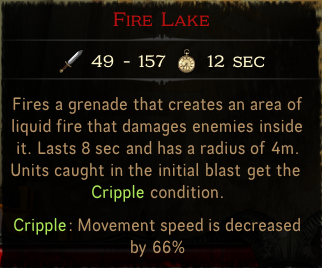 Fire Lake
49 - 157 12 sec
Fires a grenade that creates an area of
liquid fire that damages enemies inside
it. Lasts 8 sec and has a radius of 4m.
Units caught in the initial blast get the
Cripple condition.
Cripple: Movement speed is decreased
by 66%